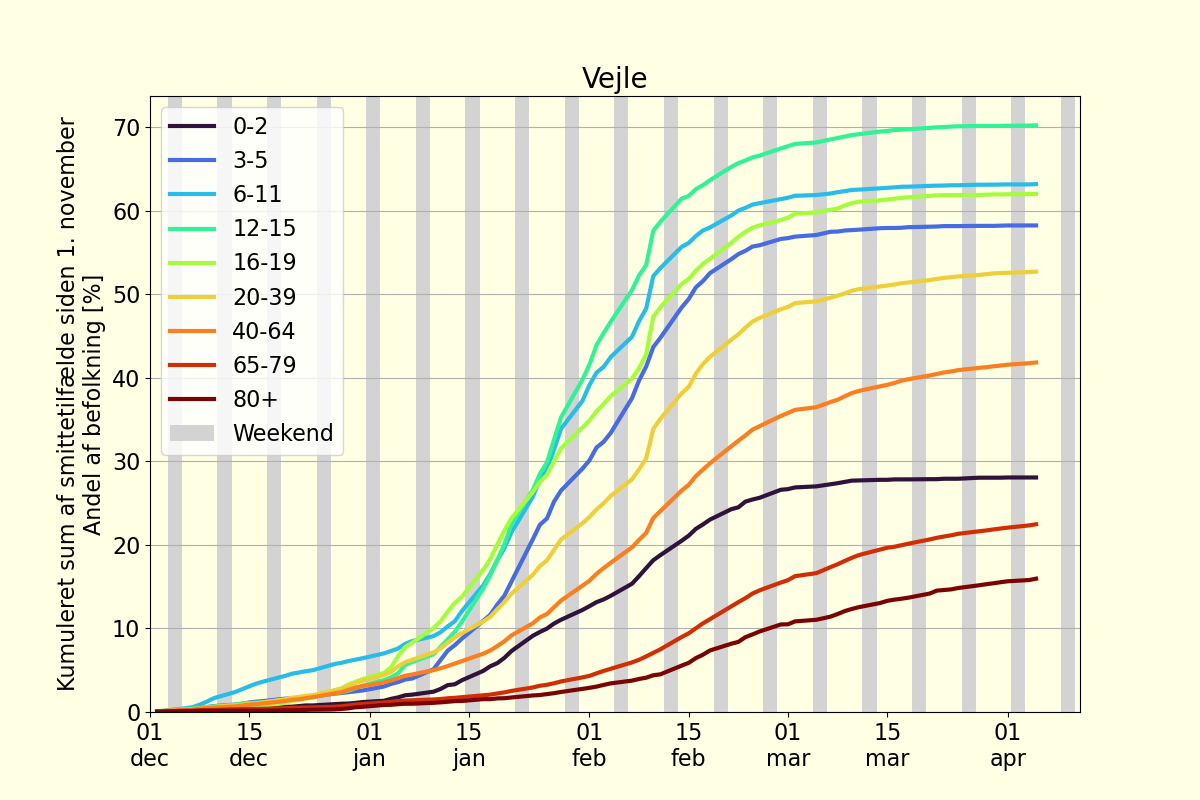 Vejle
Kumuleret sum af smittetilfælde siden 1. november
Andel af befolkning [%]
70
60
50
40
30
20
10
0
0-2
3-5
6-11
12-15
16-19
20-39
40-64
65-79
80+
Weekend
01 15 01 15 01 15 01 15 01
dec dec jan jan feb feb mar mar apr